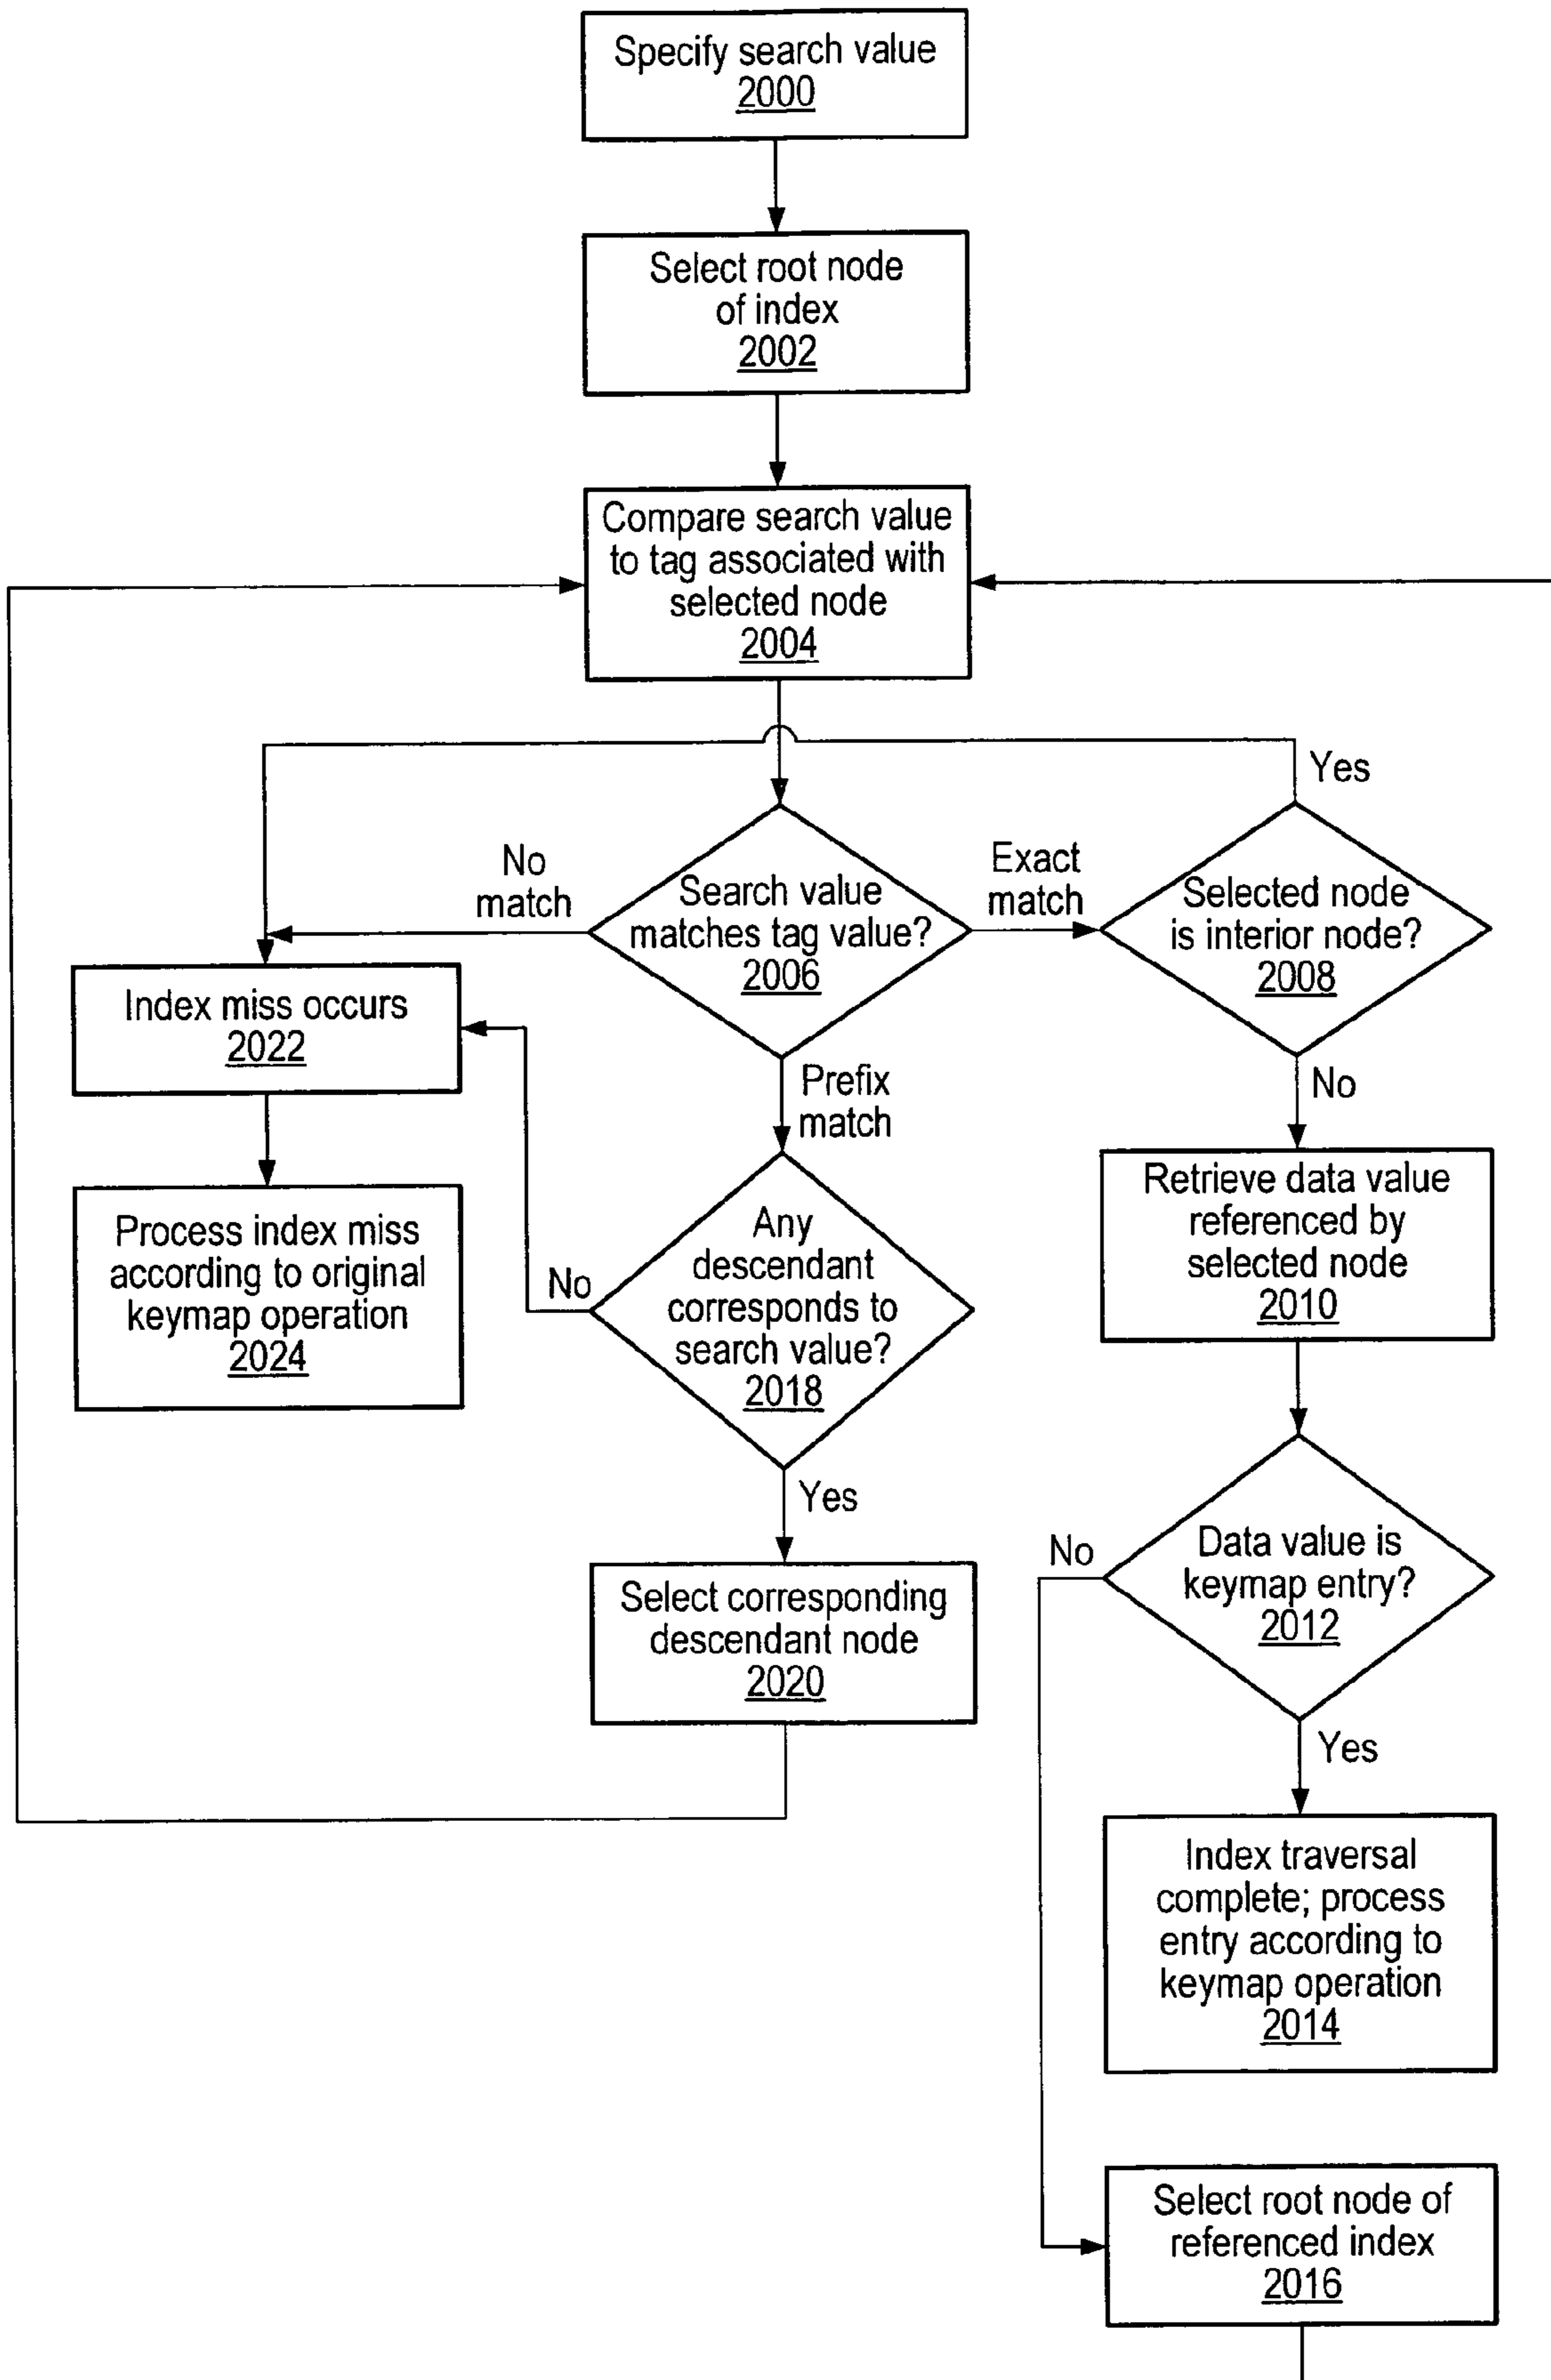 Specify search value
2000
Select root node
of index
2002
Compare search value
to tag associated with
selected node
2004
Yes
No
match
Search value
matches tag value?
2006
Exact
match
Selected node
is interior node?
2008
Index miss occurs
2022
Prefix
match
No
Process index miss
according to original
keymap operation
2024
No
Any
descendant
corresponds to
search value?
2018
Retrieve data value
referenced by
selected node
2010
Yes
No
Data value is
keymap entry?
2012
Select corresponding
descendant node
2020
Yes
Index traversal
complete; process
entry according to
keymap operation
2014
Select root node of
referenced index
2016